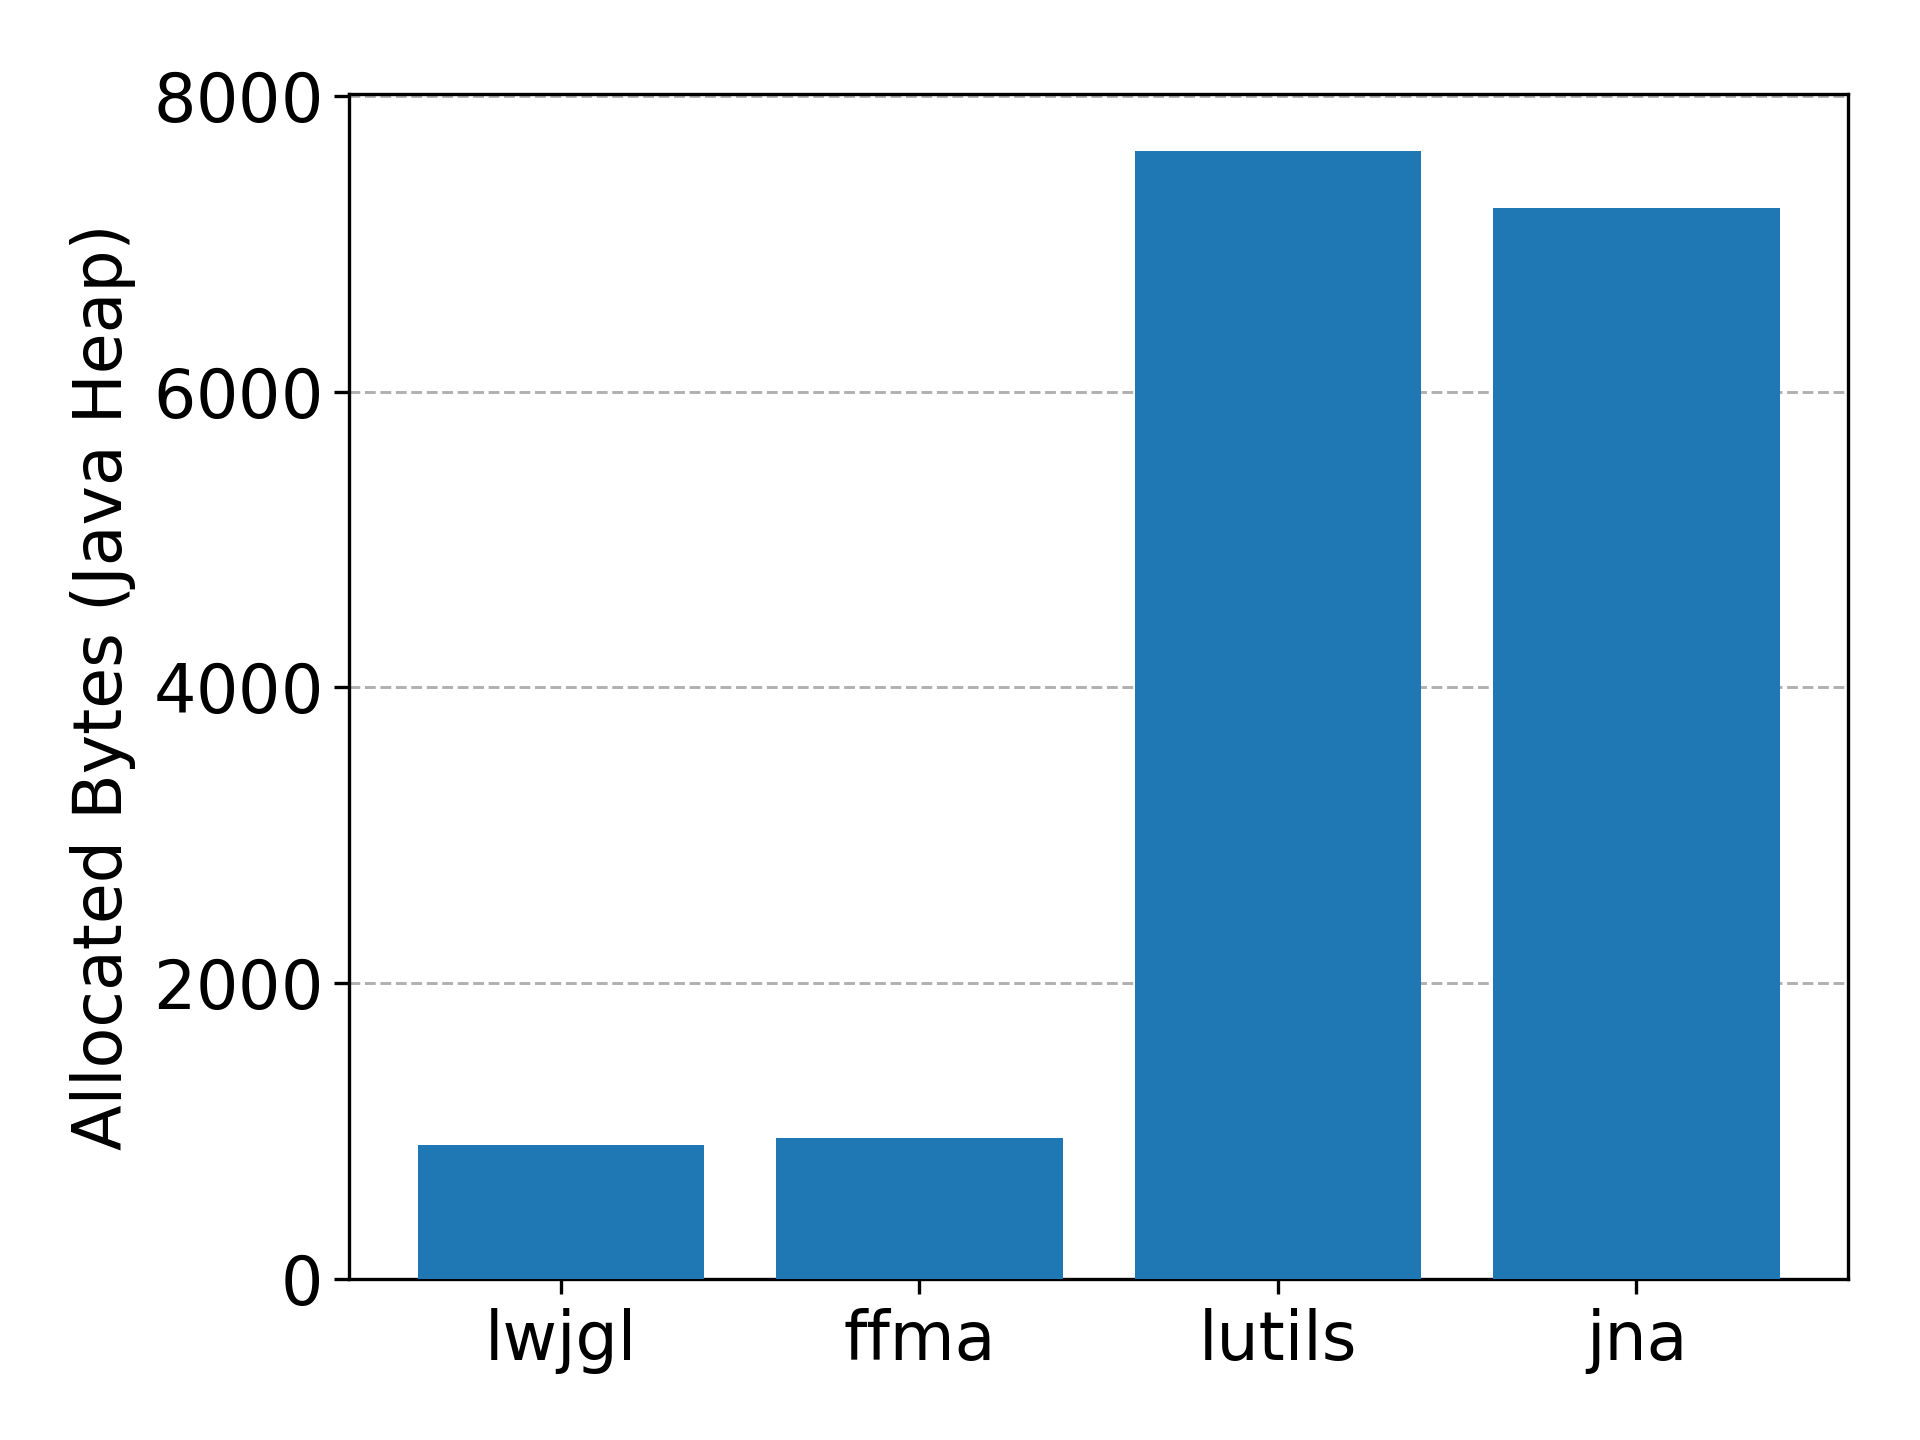 Allocated Bytes (Java Heap)
8000
6000
4000
2000
0
lwjgl ffma lutils jna